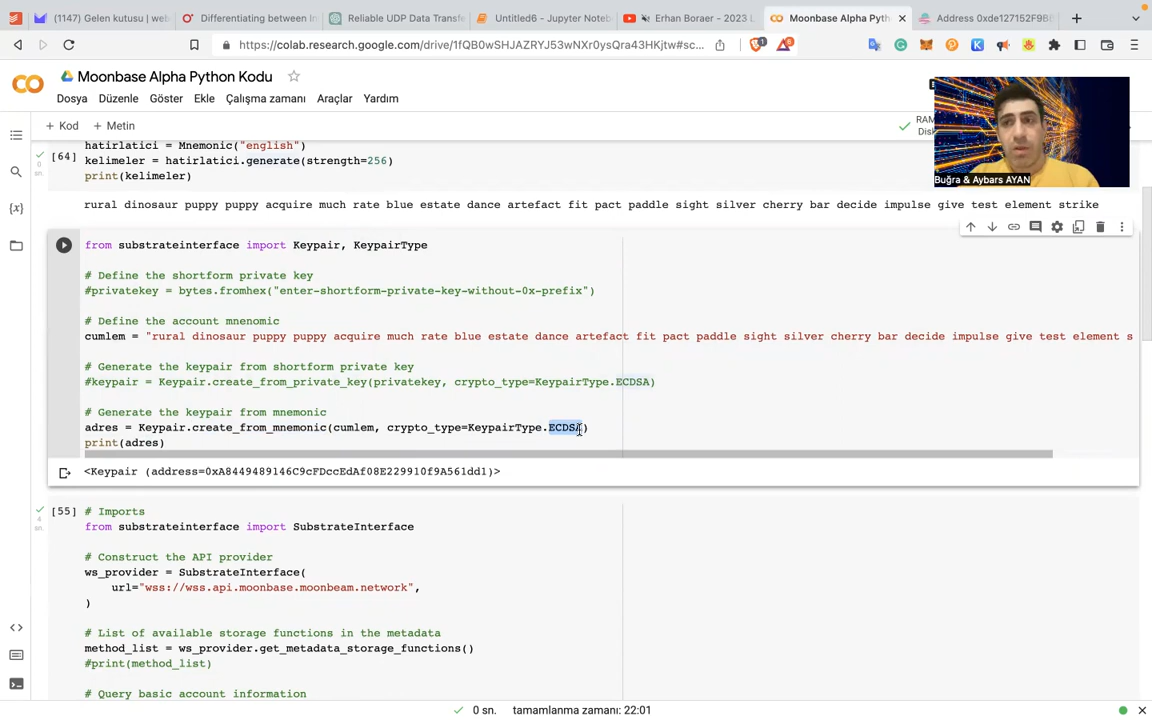 (1147) Gelen kutusu | web
Differentiating between In
Reliable UDP Data Transfe
Untitled6 - Jupyter Noteb
Erhan Boraer - 2023 L
Moonbase Alpha Pyth
Address 0xde127152F9B
https://colab.research.google.com/drive/1fQB0wSHJAZRYJ53wNXr0ysQra43HKjtw#sc...
Moonbase Alpha Python Kodu
Dosya Düzenle Göster Ekle Çalışma zamanı Araçlar Yardım
+ Kod + Metin
RAM
Disk
Buğra & Aybars AYAN
hatirlatici = Mnemonic("english")
[64]
kelimeler = hatirlatici.generate(strength=256)
0 sn.
print(kelimeler)
rural dinosaur puppy puppy acquire much rate blue estate dance artefact fit pact paddle sight silver cherry bar decide impulse give test element strike
from substrateinterface import Keypair, KeypairType
# Define the shortform private key
#privatekey = bytes.fromhex("enter-shortform-private-key-without-0x-prefix")
# Define the account mnenomic
cumlem = "rural dinosaur puppy puppy acquire much rate blue estate dance artefact fit pact paddle sight silver cherry bar decide impulse give test element s
# Generate the keypair from shortform private key
#keypair = Keypair.create_from_private_key(privatekey, crypto_type=KeypairType.ECDSA)
# Generate the keypair from mnemonic
adres = Keypair.create_from_mnemonic(cumlem, crypto_type=KeypairType.ECDSA)
print(adres)
<Keypair (address=0xA8449489146C9cFDccEdAf08E229910f9A561dd1)>
[55]
4 sn.
# Imports
from substrateinterface import SubstrateInterface
# Construct the API provider
ws_provider = SubstrateInterface(
url="wss://wss.api.moonbase.moonbeam.network",
)
# List of available storage functions in the metadata
method_list = ws_provider.get_metadata_storage_functions()
#print(method_list)
# Query basic account information
0 sn. tamamlanma zamanı: 22:01